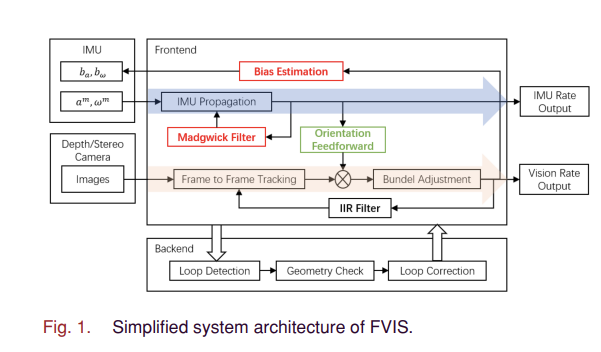 IMU
Frontend
b_a, b_ω
Bias Estimation
a^m, ω^m
IMU Propagation
IMU Rate
Output
Madgwick Filter
Orientation
Feedforward
Depth/Stereo
Camera
Images
Frame to Frame Tracking
Bundel Adjustment
Vision Rate
Output
IIR Filter
Backend
Loop Detection
Geometry Check
Loop Correction
Fig. 1. Simplified system architecture of FVIS.